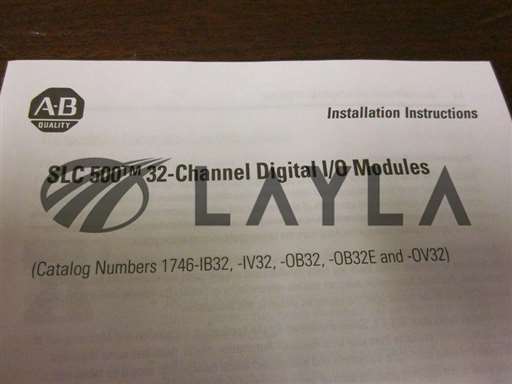 A-B
QUALITY
Installation Instructions
SLC 500™ 32-Channel Digital I/O Modules
LAYLA
(Catalog Numbers 1746-IB32, -IV32, -OB32, -OB32E and -OV32)